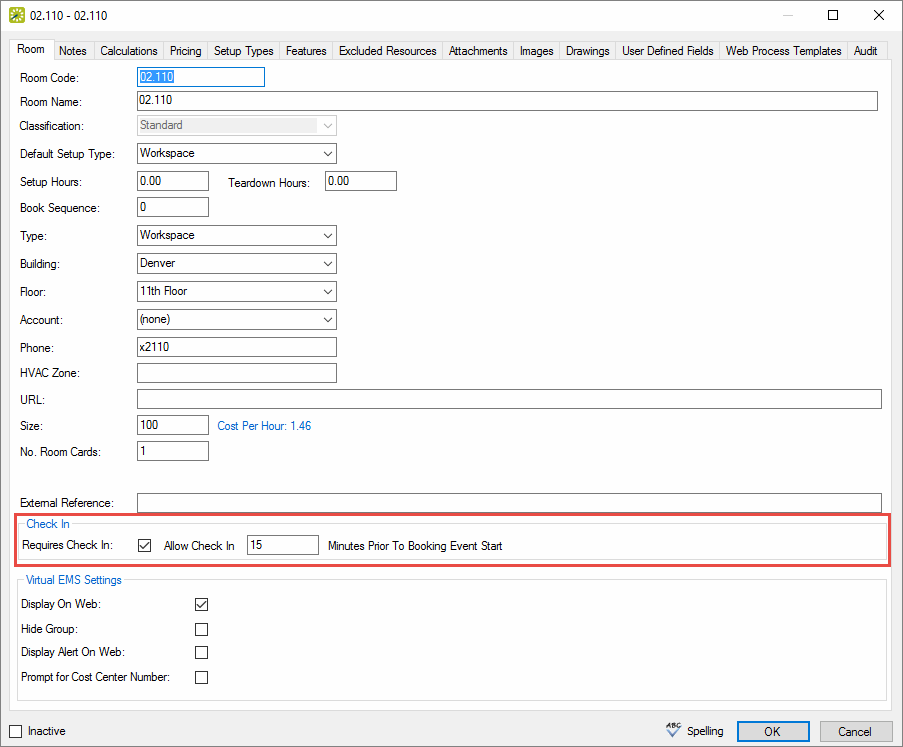 02.110 - 02.110
Room Notes Calculations Pricing Setup Types Features Excluded Resources Attachments Images Drawings User Defined Fields Web Process Templates Audit
Room Code: 02.110
Room Name: 02.110
Classification: Standard
Default Setup Type: Workspace
Setup Hours: 0.00 Teardown Hours: 0.00
Book Sequence: 0
Type: Workspace
Building: Denver
Floor: 11th Floor
Account: (none)
Phone: x2110
HVAC Zone:
URL:
Size: 100 Cost Per Hour: 1.46
No. Room Cards: 1
External Reference:
Check In
Requires Check In: Allow Check In 15 Minutes Prior To Booking Event Start
Virtual EMS Settings
Display On Web:
Hide Group:
Display Alert On Web:
Prompt for Cost Center Number:
Inactive ABC Spelling OK Cancel